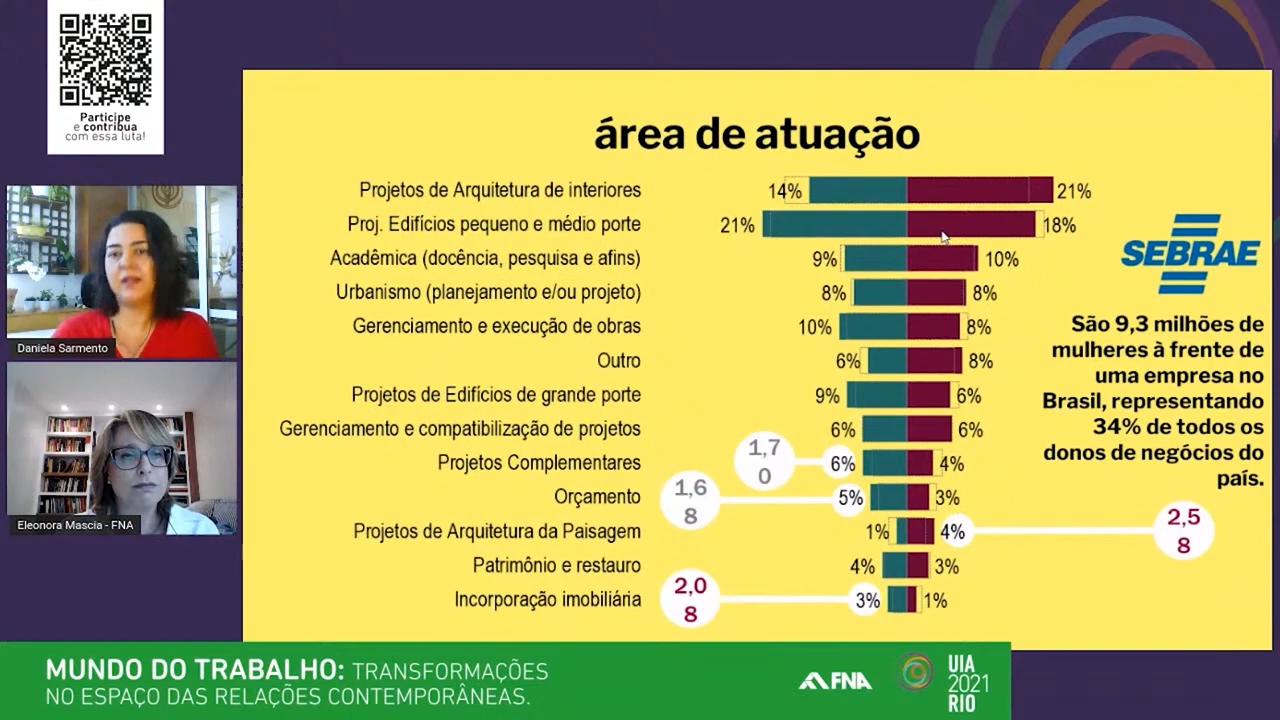 Participe
e contribua
com essa luta!
Daniela Sarmento
Eleonora Mascia - FNA
área de atuação
Projetos de Arquitetura de interiores 14% 21%
Proj. Edifícios pequeno e médio porte 21% 18%
Acadêmica (docência, pesquisa e afins) 9% 10%
Urbanismo (planejamento e/ou projeto) 8% 8%
Gerenciamento e execução de obras 10% 8%
Outro 6% 8%
Projetos de Edifícios de grande porte 9% 6%
Gerenciamento e compatibilização de projetos 6% 6%
Projetos Complementares 6% 4%
Orçamento 5% 3%
Projetos de Arquitetura da Paisagem 1% 4%
Patrimônio e restauro 4% 3%
Incorporação imobiliária 3% 1%
1,7
0
1,6
8
2,0
8
2,5
8
SEBRAE
São 9,3 milhões de
mulheres à frente de
uma empresa no
Brasil, representando
34% de todos os
donos de negócios do
país.
MUNDO DO TRABALHO: TRANSFORMAÇÕES
NO ESPAÇO DAS RELAÇÕES CONTEMPORÂNEAS.
FNA
UIA
2021
RIO